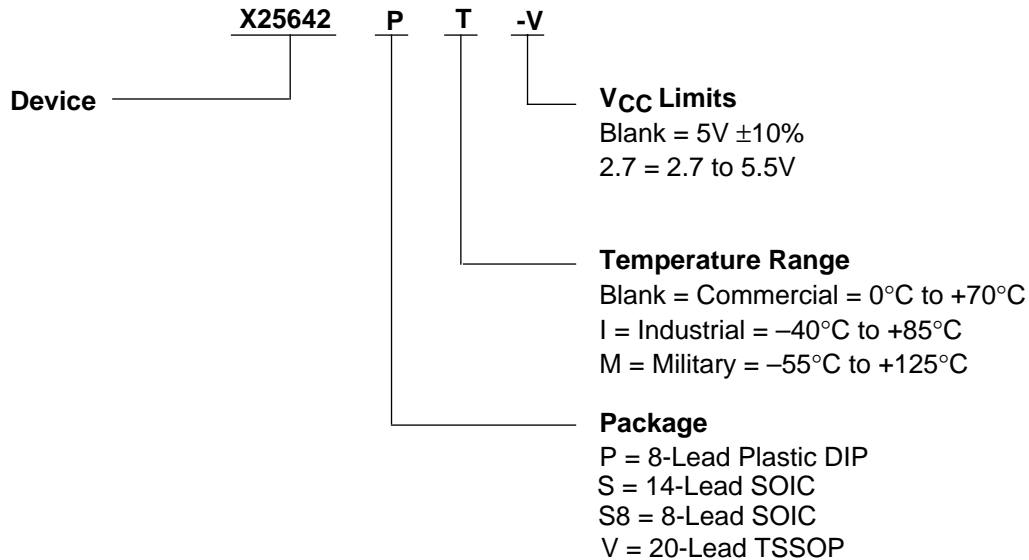 X25642 P T -V
Device
VCC Limits
Blank = 5V ±10%
2.7 = 2.7 to 5.5V
Temperature Range
Blank = Commercial = 0°C to +70°C
I = Industrial = –40°C to +85°C
M = Military = –55°C to +125°C
Package
P = 8-Lead Plastic DIP
S = 14-Lead SOIC
S8 = 8-Lead SOIC
V = 20-Lead TSSOP